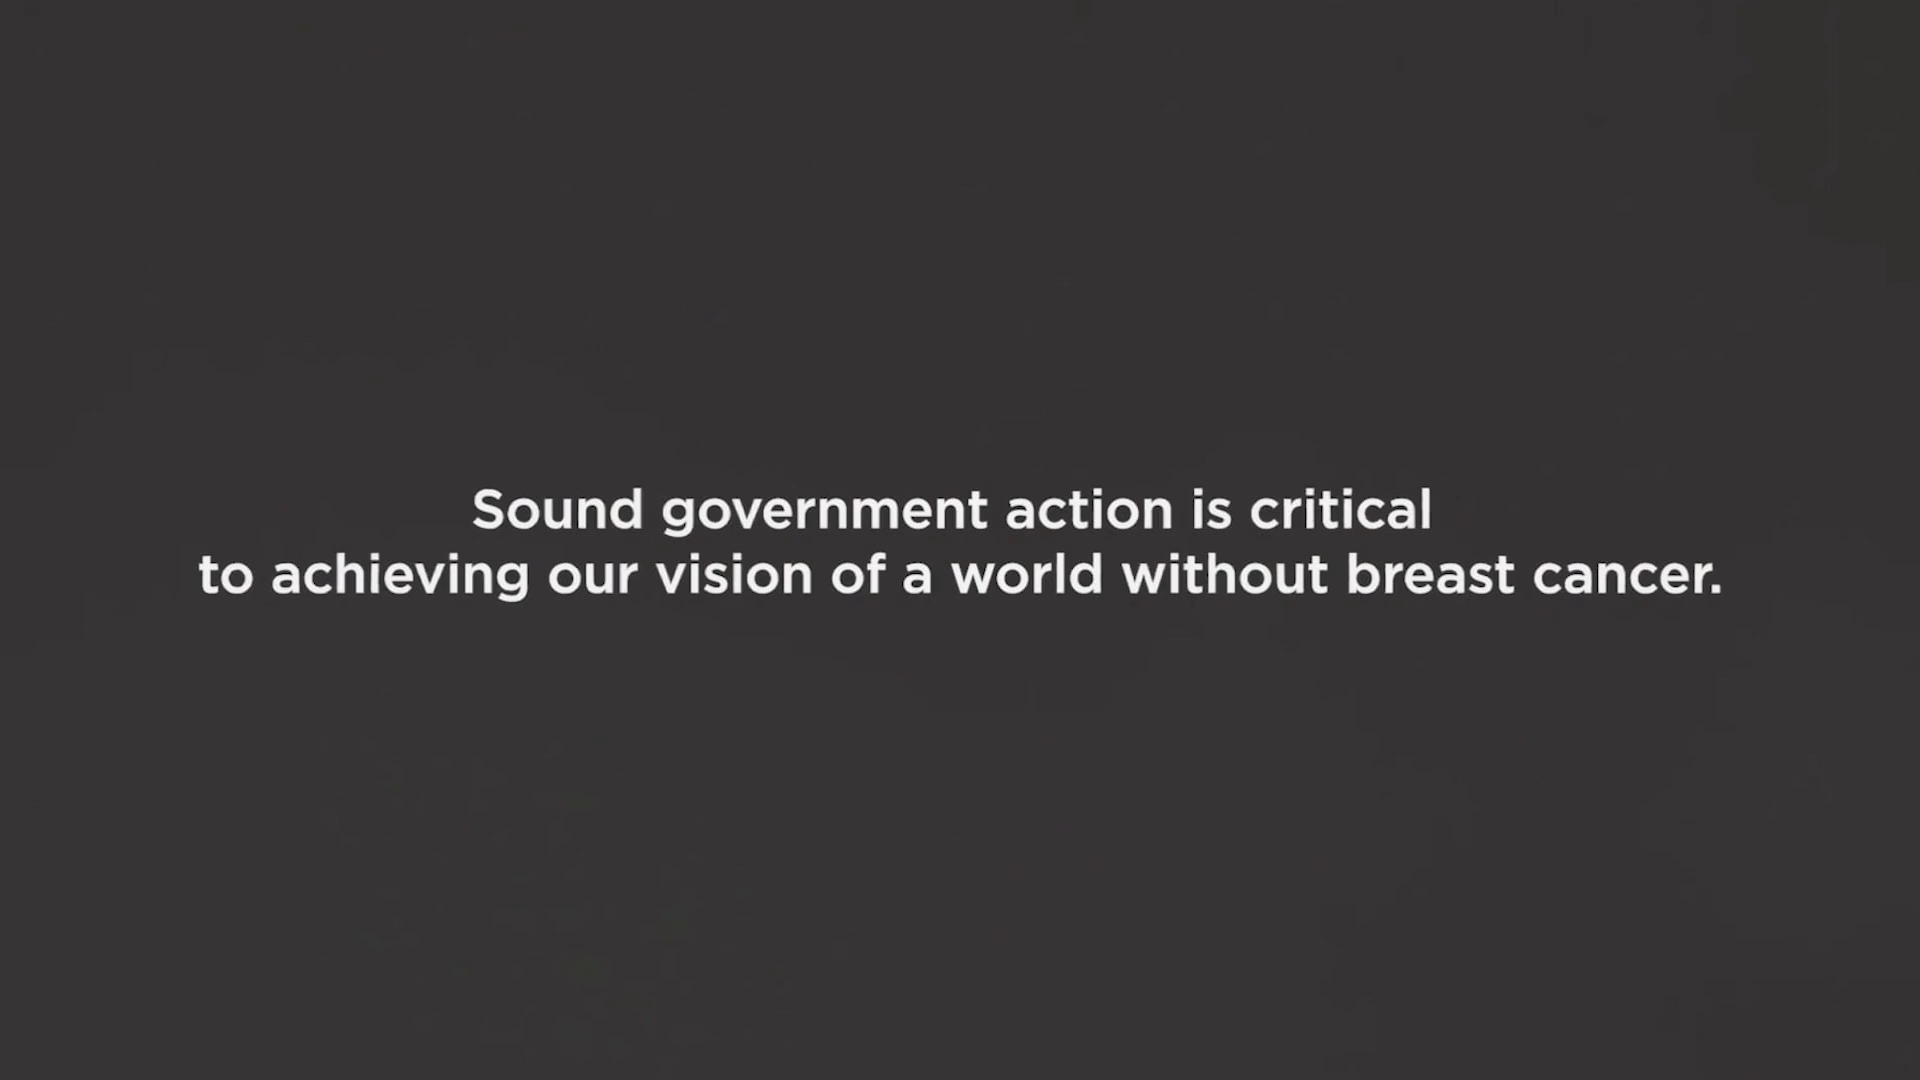 Sound government action is critical
to achieving our vision of a world without breast cancer.